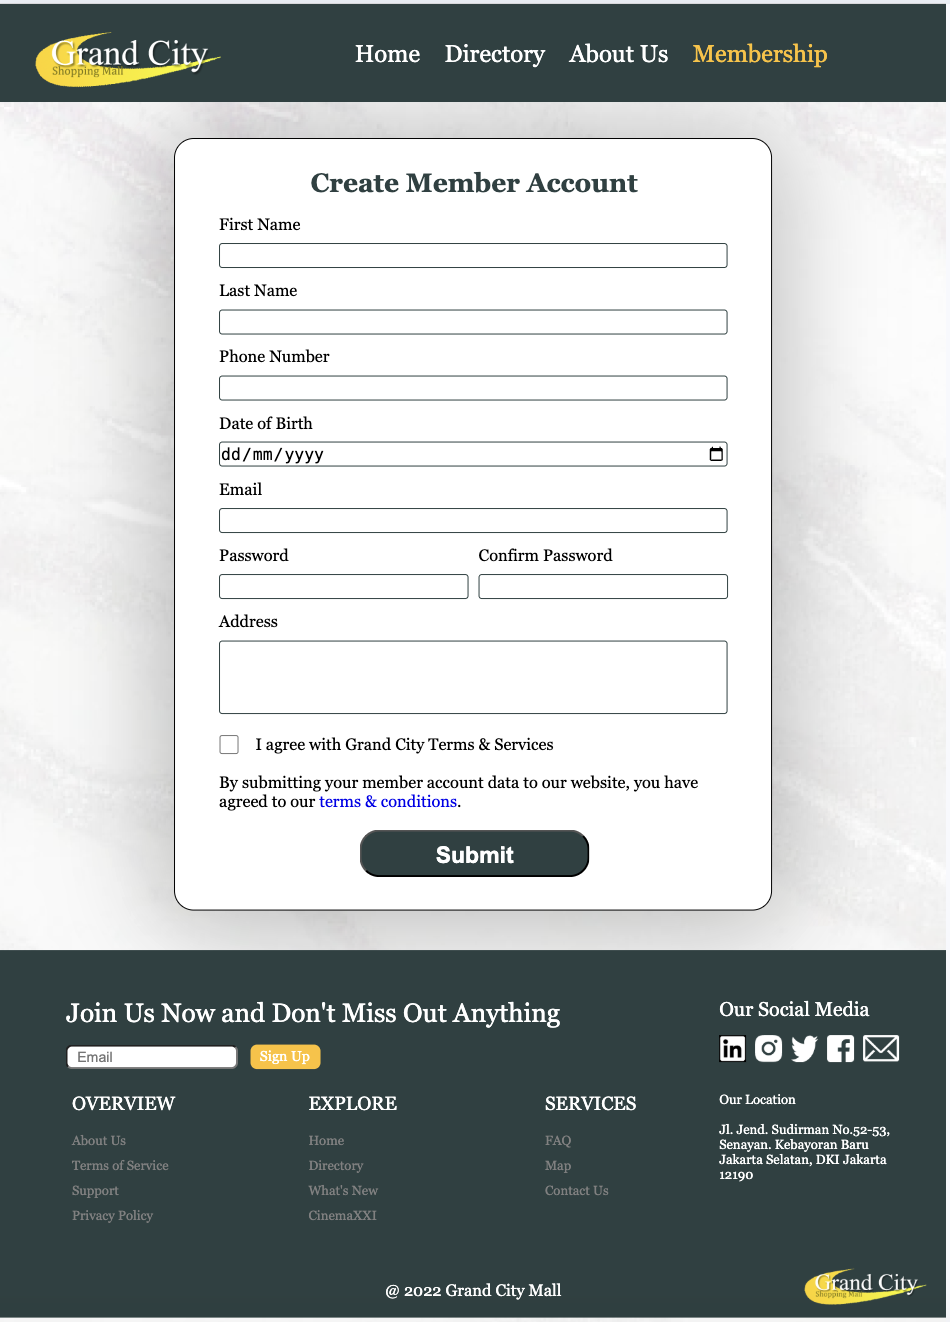 Grand City
Shopping Mall
Home Directory About Us Membership
Create Member Account
First Name
Last Name
Phone Number
Date of Birth
dd/mm/yyyy
Email
Password Confirm Password
Address
I agree with Grand City Terms & Services
By submitting your member account data to our website, you have
agreed to our terms & conditions.
Submit
Join Us Now and Don't Miss Out Anything
Email Sign Up
OVERVIEW EXPLORE SERVICES
About Us Home FAQ
Terms of Service Directory Map
Support What's New Contact Us
Privacy Policy CinemaXXI
Our Social Media
in
Our Location
Jl. Jend. Sudirman No.52-53,
Senayan. Kebayoran Baru
Jakarta Selatan, DKI Jakarta
12190
@ 2022 Grand City Mall
Grand City
Shopping Mall